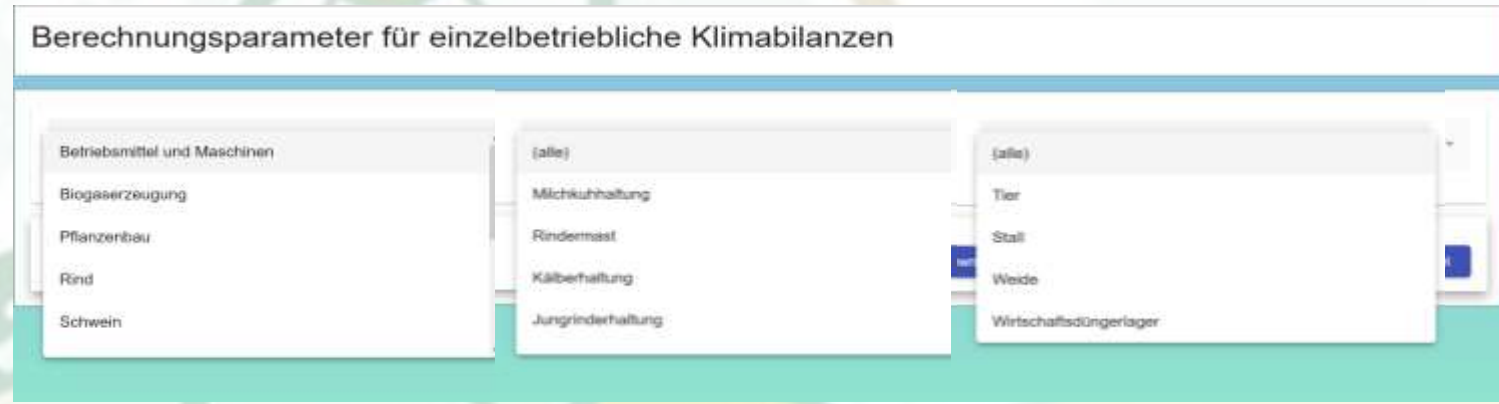 Berechnungsparameter für einzelbetriebliche Klimabilanzen
Betriebsmittel und Maschinen
Biogaserzeugung
Pflanzenbau
Rind
Schwein
(alle)
Milchkuhhaltung
Rindermast
Kälberhaltung
Jungrinderhaltung
(alle)
Tier
Stall
Weide
Wirtschaftsdüngerlager